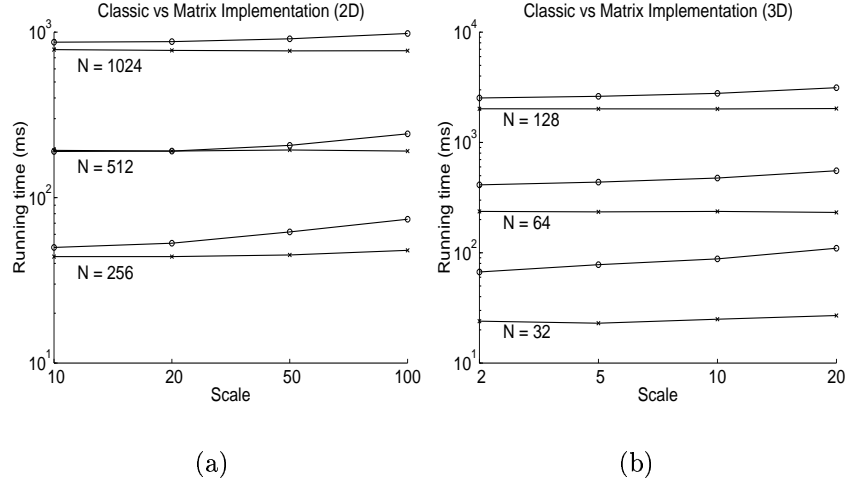 Classic vs Matrix Implementation (2D)
Running time (ms)
10^3
10^2
10^1
N = 1024
N = 512
N = 256
10 20 50 100
Scale
(a)
Classic vs Matrix Implementation (3D)
Running time (ms)
10^4
10^3
10^2
10^1
N = 128
N = 64
N = 32
2 5 10 20
Scale
(b)